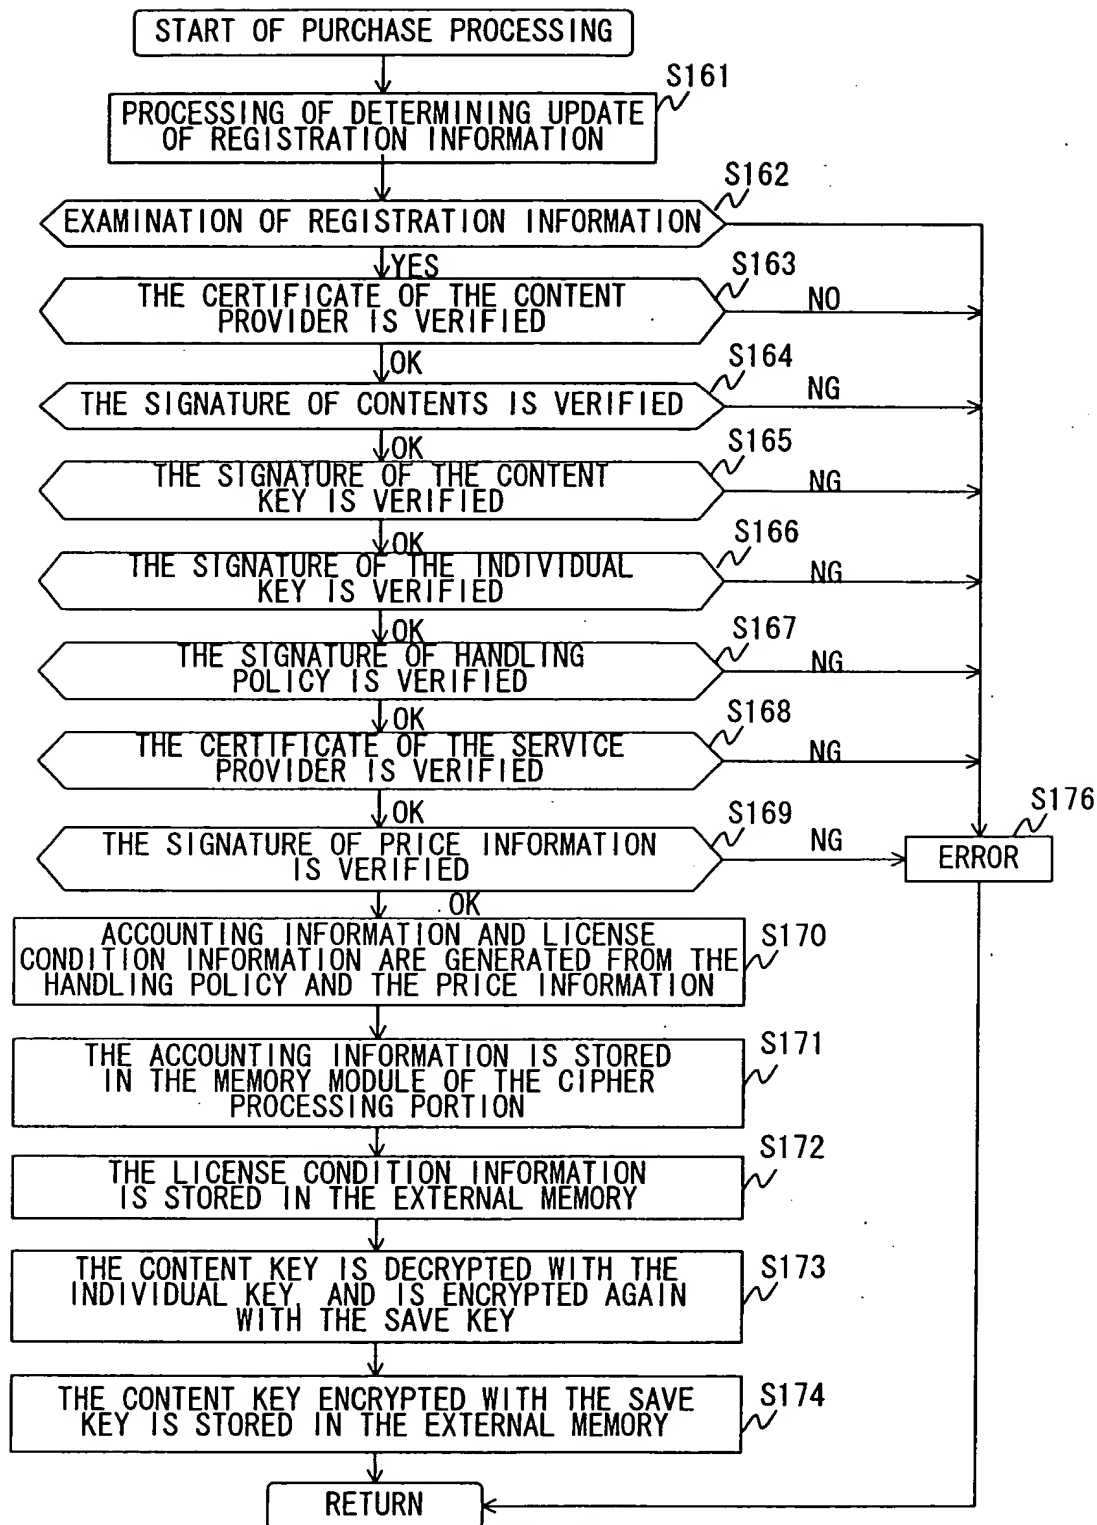 START OF PURCHASE PROCESSING
S161
PROCESSING OF DETERMINING UPDATE
OF REGISTRATION INFORMATION
S162
EXAMINATION OF REGISTRATION INFORMATION
YES
S163
THE CERTIFICATE OF THE CONTENT
PROVIDER IS VERIFIED
NO
OK
S164
THE SIGNATURE OF CONTENTS IS VERIFIED
NG
OK
S165
THE SIGNATURE OF THE CONTENT
KEY IS VERIFIED
NG
OK
S166
THE SIGNATURE OF THE INDIVIDUAL
KEY IS VERIFIED
NG
OK
S167
THE SIGNATURE OF HANDLING
POLICY IS VERIFIED
NG
OK
S168
THE CERTIFICATE OF THE SERVICE
PROVIDER IS VERIFIED
NG
OK
S169
THE SIGNATURE OF PRICE INFORMATION
IS VERIFIED
NG
S176
ERROR
OK
S170
ACCOUNTING INFORMATION AND LICENSE
CONDITION INFORMATION ARE GENERATED FROM THE
HANDLING POLICY AND THE PRICE INFORMATION
S171
THE ACCOUNTING INFORMATION IS STORED
IN THE MEMORY MODULE OF THE CIPHER
PROCESSING PORTION
S172
THE LICENSE CONDITION INFORMATION
IS STORED IN THE EXTERNAL MEMORY
S173
THE CONTENT KEY IS DECRYPTED WITH THE
INDIVIDUAL KEY AND IS ENCRYPTED AGAIN
WITH THE SAVE KEY
S174
THE CONTENT KEY ENCRYPTED WITH THE SAVE
KEY IS STORED IN THE EXTERNAL MEMORY
RETURN